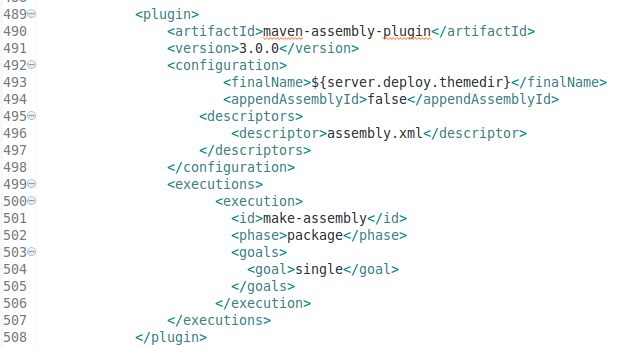 489 <plugin>
490 <artifactId>maven-assembly-plugin</artifactId>
491 <version>3.0.0</version>
492 <configuration>
493 <finalName>${server.deploy.themedir}</finalName>
494 <appendAssemblyId>false</appendAssemblyId>
495 <descriptors>
496 <descriptor>assembly.xml</descriptor>
497 </descriptors>
498 </configuration>
499 <executions>
500 <execution>
501 <id>make-assembly</id>
502 <phase>package</phase>
503 <goals>
504 <goal>single</goal>
505 </goals>
506 </execution>
507 </executions>
508 </plugin>